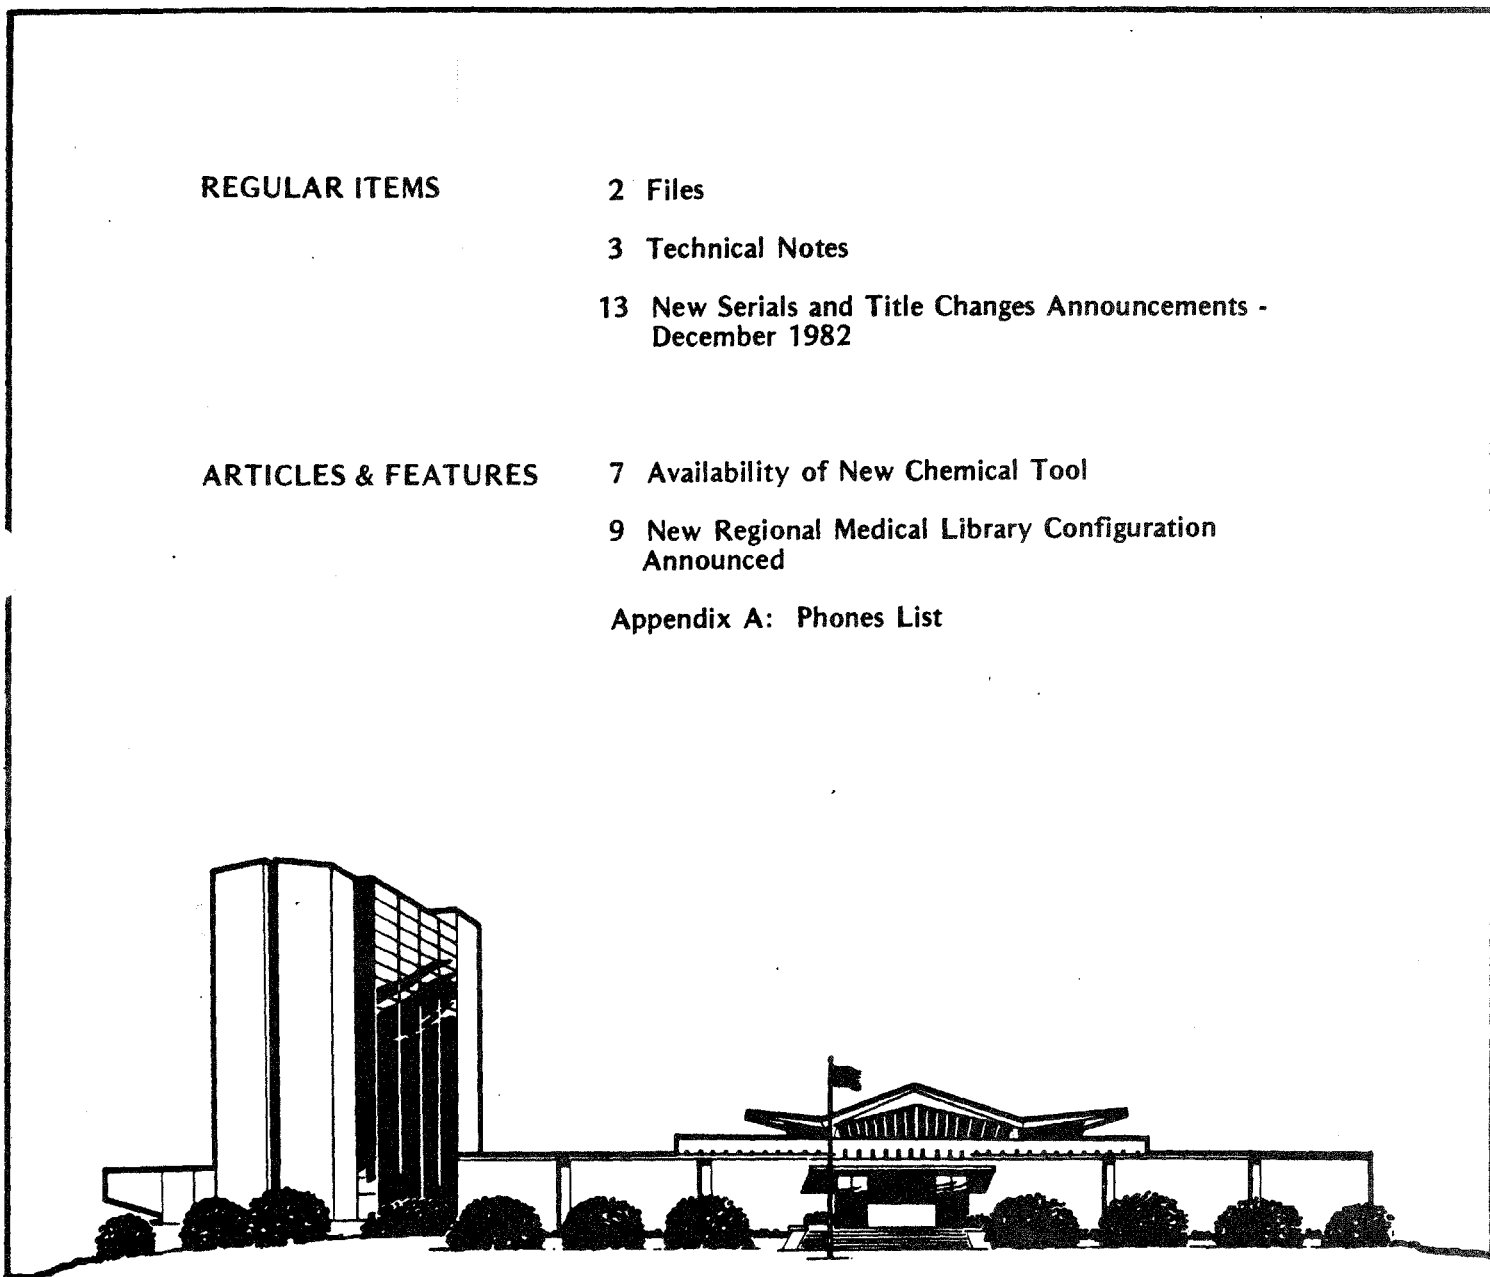 REGULAR ITEMS
2 Files
3 Technical Notes
13 New Serials and Title Changes Announcements -
December 1982
ARTICLES & FEATURES
7 Availability of New Chemical Tool
9 New Regional Medical Library Configuration
Announced
Appendix A: Phones List